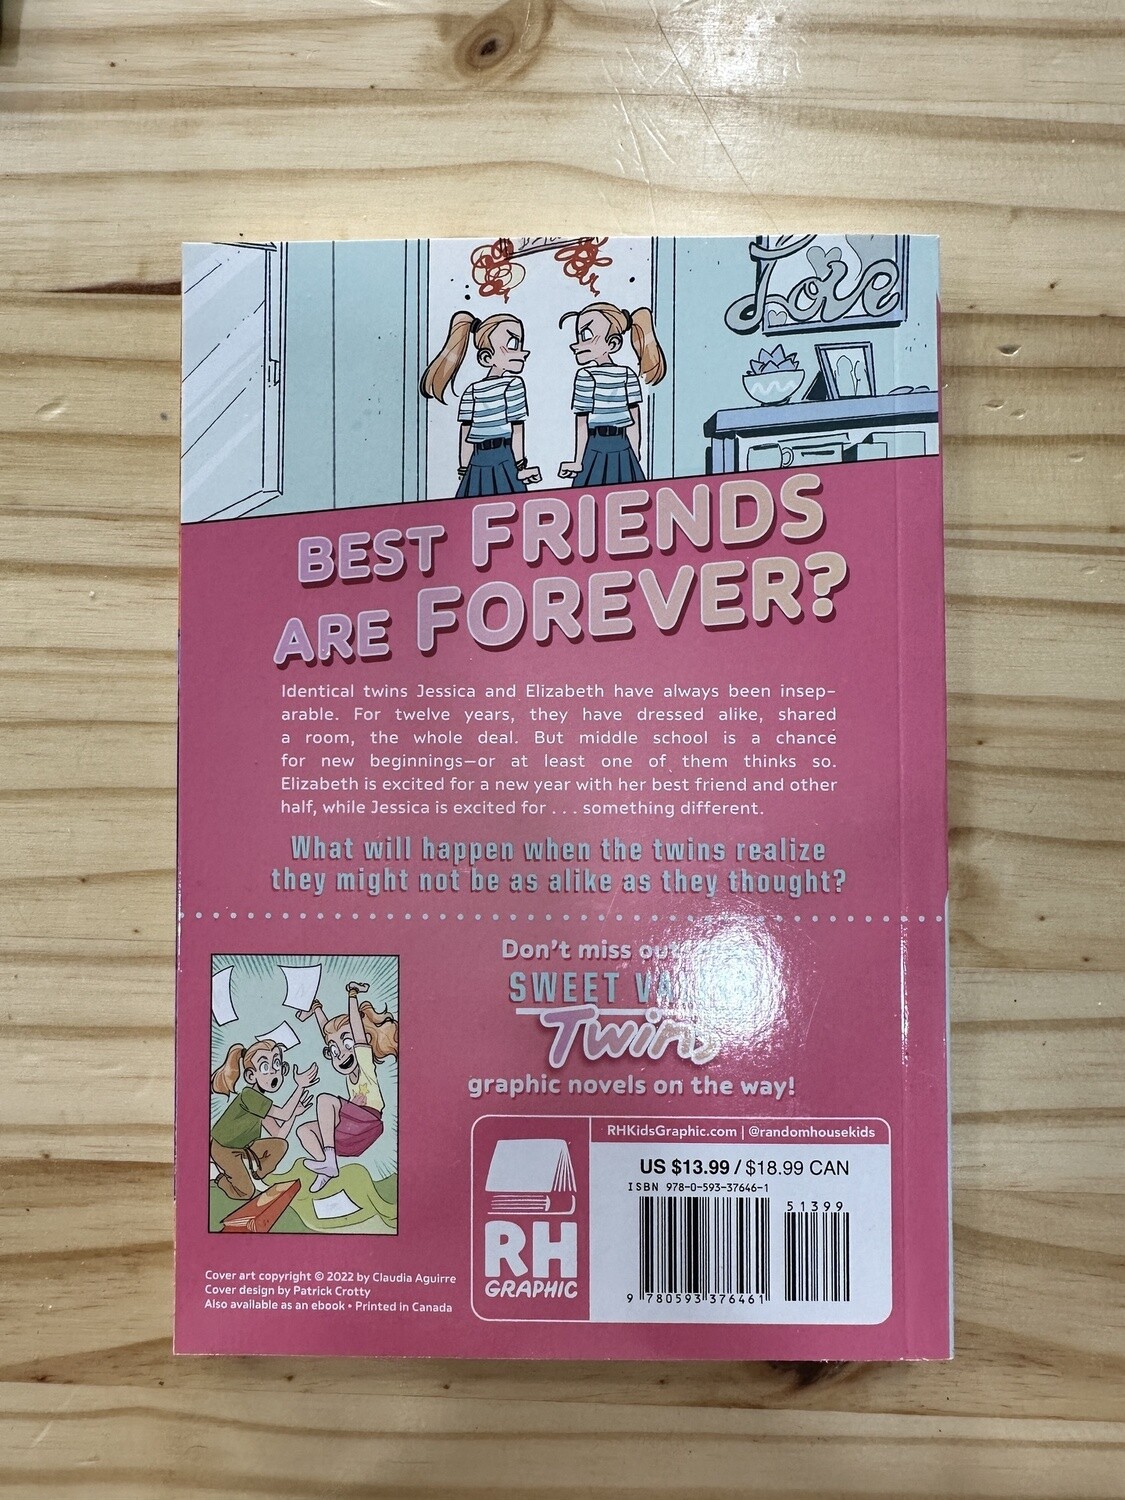 Love
BEST FRIENDS
ARE FOREVER?
Identical twins Jessica and Elizabeth have always been insep-
arable. For twelve years, they have dressed alike, shared
a room, the whole deal. But middle school is a chance
for new beginnings—or at least one of them thinks so.
Elizabeth is excited for a new year with her best friend and other
half, while Jessica is excited for . . . something different.
What will happen when the twins realize
they might not be as alike as they thought?
Don't miss out
SWEET
Twins
graphic novels on the way!
RHKidsGraphic.com | @randomhousekids
US $13.99 / $18.99 CAN
ISBN 978-0-593-37646-1
51399
9 780593 376461
RH
GRAPHIC
Cover art copyright © 2022 by Claudia Aguirre
Cover design by Patrick Crotty
Also available as an ebook • Printed in Canada